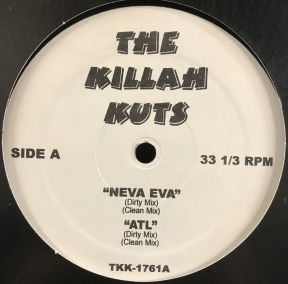 THE
KILLAH
KUTS
SIDE A
33 1/3 RPM
"NEVA EVA"
(Dirty Mix)
(Clean Mix)
"ATL"
(Dirty Mix)
(Clean Mix)
TKK-1761A